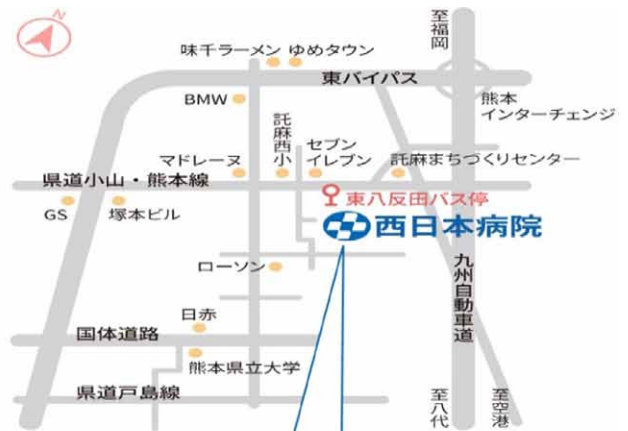 N
至福岡
味千ラーメン ゆめタウン
東バイパス
BMW
熊本
インターチェンジ
託麻西小
セブン
イレブン
マドレーヌ
託麻まちづくりセンター
県道小山・熊本線
東八反田バス停
GS
塚本ビル
西日本病院
ローソン
九州自動車道
日赤
国体道路
熊本県立大学
県道戸島線
至八代
至空港